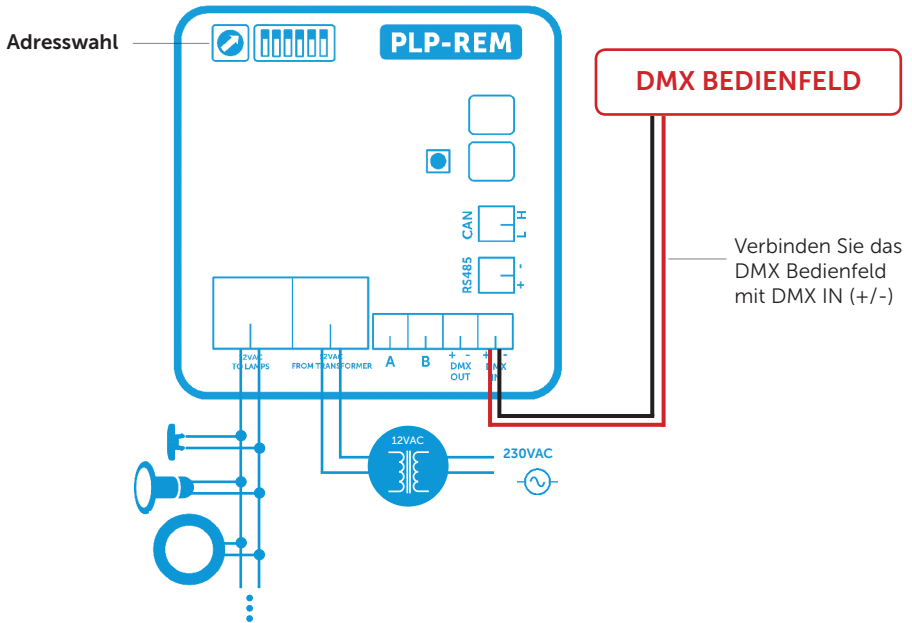 Adresswahl
PLP-REM
DMX BEDIENFELD
CAN
H
L
RS485
-
+
Verbinden Sie das
DMX Bedienfeld
mit DMX IN (+/-)
12VAC
TO LAMPS
12VAC
FROM TRANSFORMER
A
B
+ -
DMX
OUT
+ -
DMX
IN
12VAC
230VAC